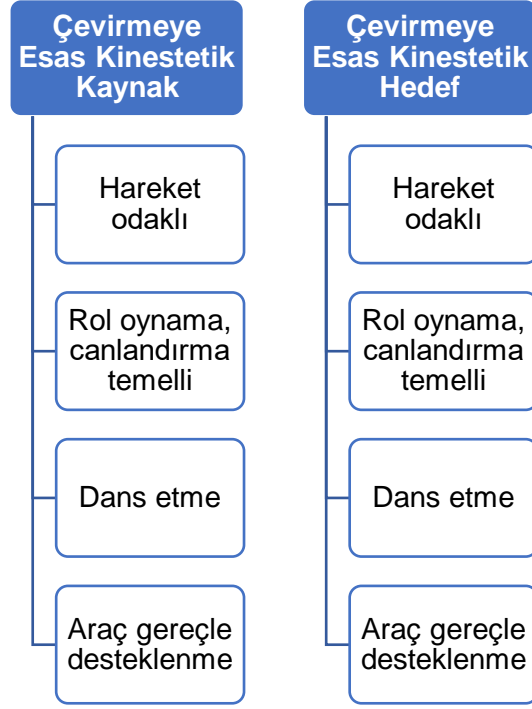 Çevirmeye
Esas Kinestetik
Kaynak
Hareket
odaklı
Rol oynama,
canlandırma
temelli
Dans etme
Araç gereçle
desteklenme
Çevirmeye
Esas Kinestetik
Hedef
Hareket
odaklı
Rol oynama,
canlandırma
temelli
Dans etme
Araç gereçle
desteklenme